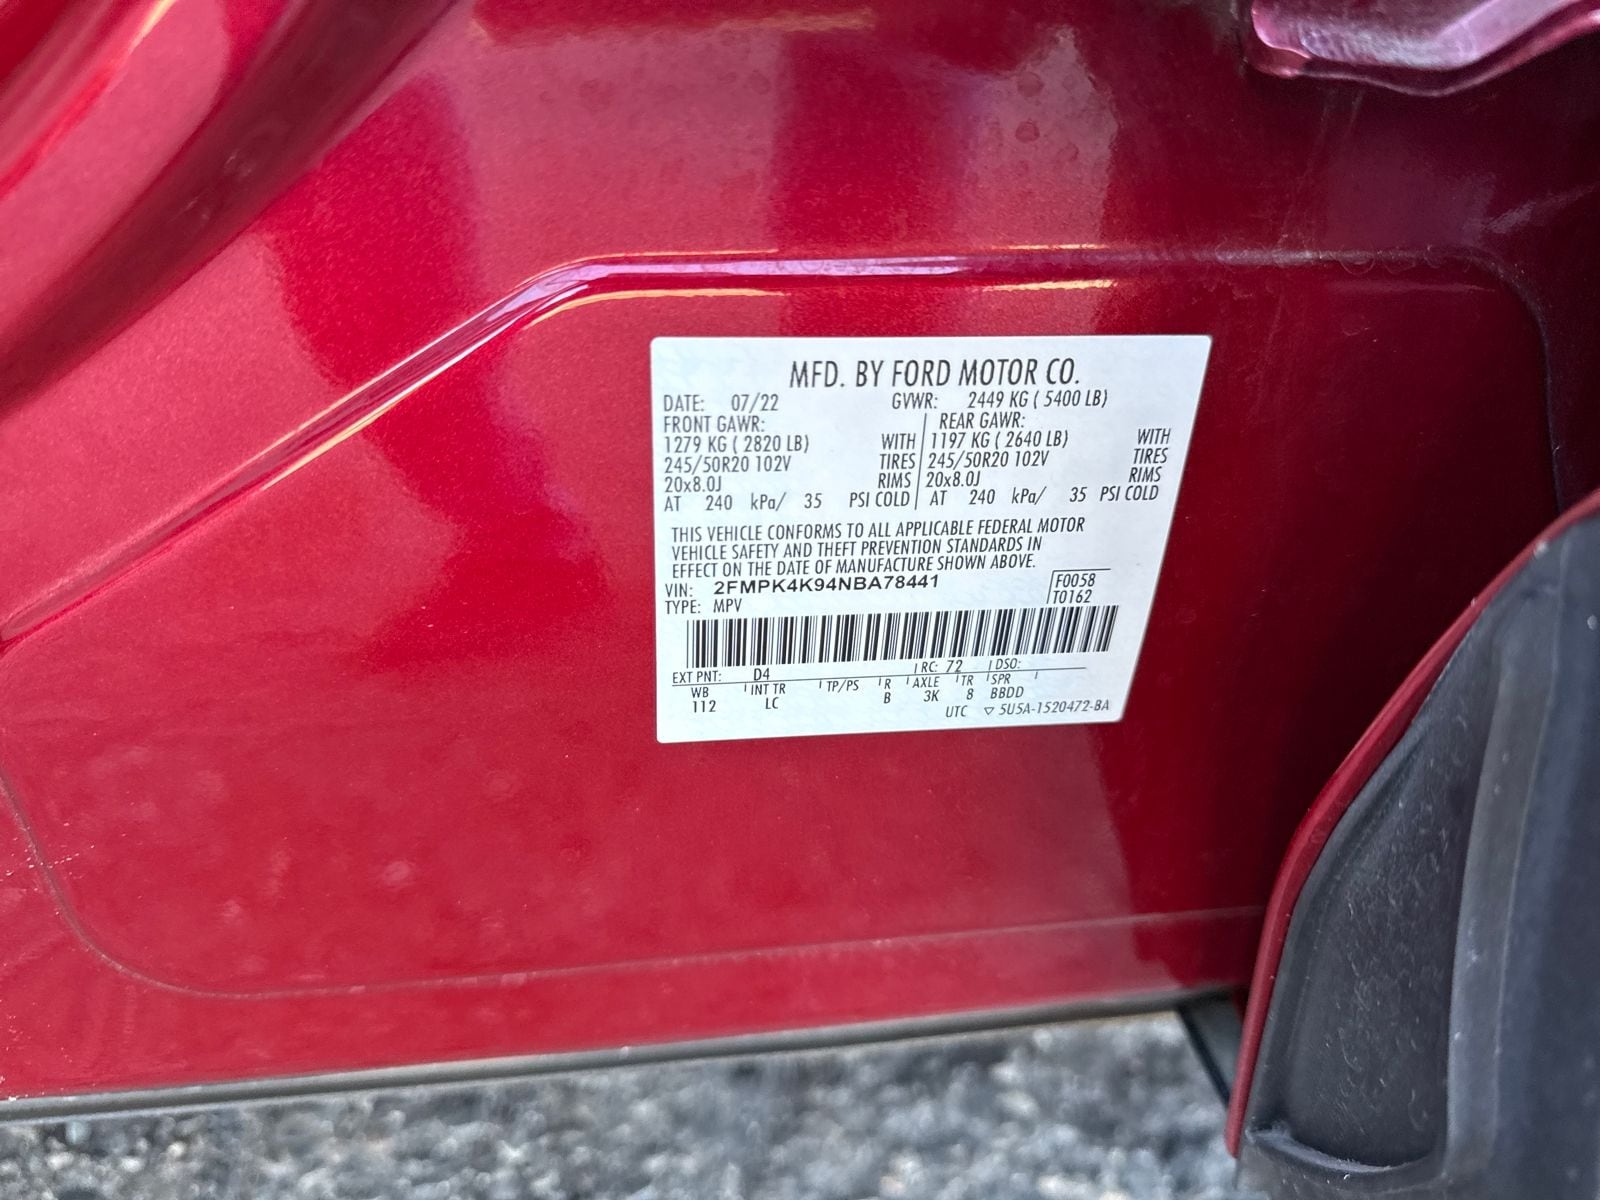 MFD. BY FORD MOTOR CO.
DATE: 07/22 GVWR: 2449 KG ( 5400 LB)
FRONT GAWR: REAR GAWR:
1279 KG ( 2820 LB) WITH 1197 KG ( 2640 LB) WITH
245/50R20 102V TIRES 245/50R20 102V TIRES
20x8.0J RIMS 20x8.0J RIMS
AT 240 kPa/ 35 PSI COLD AT 240 kPa/ 35 PSI COLD
THIS VEHICLE CONFORMS TO ALL APPLICABLE FEDERAL MOTOR
VEHICLE SAFETY AND THEFT PREVENTION STANDARDS IN
EFFECT ON THE DATE OF MANUFACTURE SHOWN ABOVE.
VIN: 2FMPK4K94NBA78441 F0058
TYPE: MPV T0162
EXT PNT: D4 RC: 72 DSO:
WB INT TR TP/PS R AXLE TR SPR
112 LC B 3K 8 BBDD
UTC ▽ 5U5A-1520472-BA